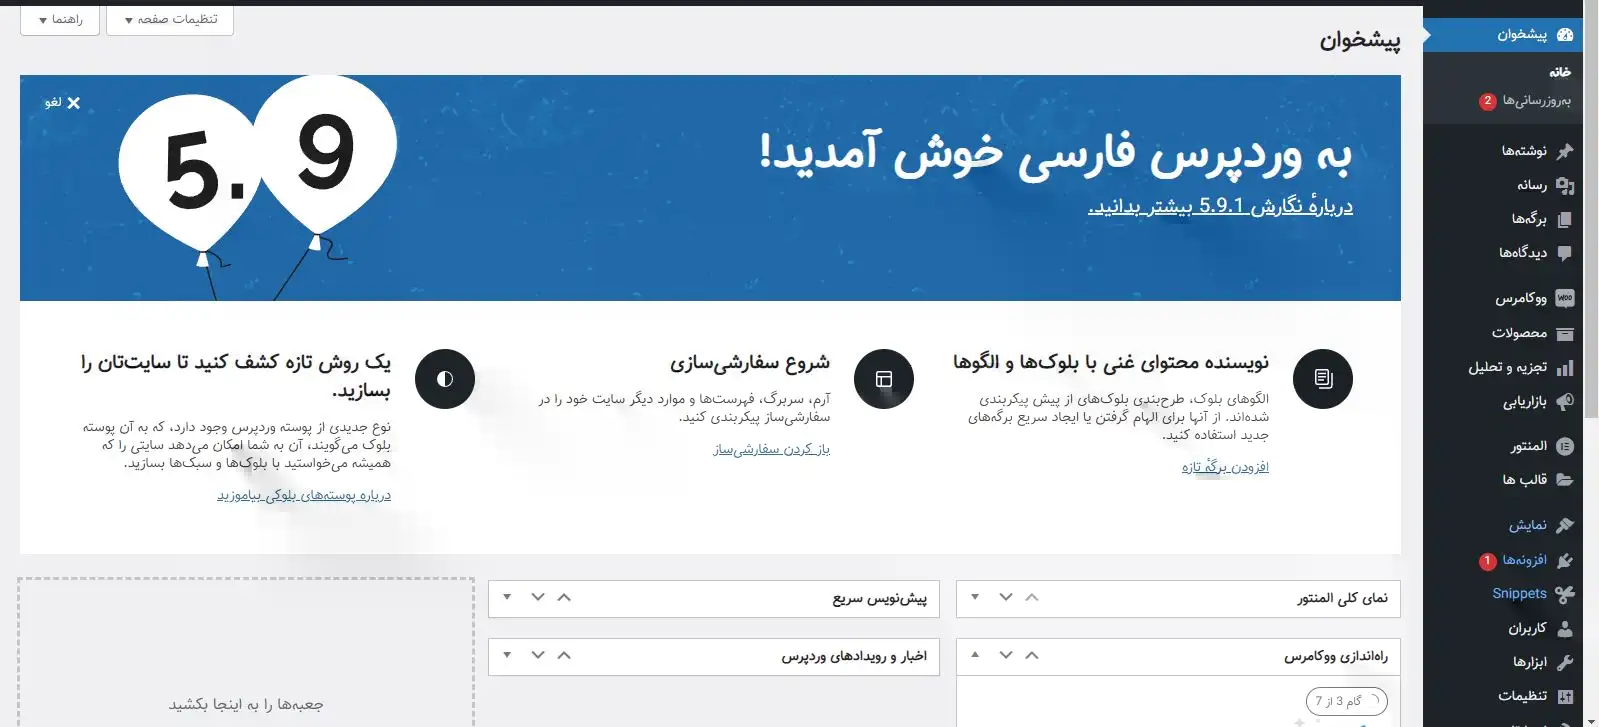 پیشخوان
خانه
به‌روزرسانی‌ها 2
نوشته‌ها
رسانه
برگه‌ها
دیدگاه‌ها
ووکامرس
محصولات
تجزیه و تحلیل
بازاریابی
المنتور
قالب ها
نمایش
افزونه‌ها 1
Snippets
کاربران
ابزارها
تنظیمات
تنظیمات صفحه
راهنما
پیشخوان
لغو
5.9
به وردپرس فارسی خوش آمدید!
دربارهٔ نگارش 5.9.1 بیشتر بدانید.
نویسنده محتوای غنی با بلوک‌ها و الگوها
الگوهای بلوک، طرح‌بندی بلوک‌های از پیش پیکربندی
شده‌اند. از آنها برای الهام گرفتن یا ایجاد سریع برگه‌های
جدید استفاده کنید.
افزودن برگهٔ تازه
شروع سفارشی‌سازی
آرم، سربرگ، فهرست‌ها و موارد دیگر سایت خود را در
سفارشی‌ساز پیکربندی کنید.
باز کردن سفارشی‌ساز
یک روش تازه کشف کنید تا سایت‌تان را
بسازید.
نوع جدیدی از پوسته وردپرس وجود دارد، که به آن پوسته
بلوک می‌گویند، آن به شما امکان می‌دهد سایتی را که
همیشه می‌خواستید با بلوک‌ها و سبک‌ها بسازید.
درباره پوسته‌های بلوکی بیاموزید
نمای کلی المنتور
راه‌اندازی ووکامرس
گام 3 از 7
پیش‌نویس سریع
اخبار و رویدادهای وردپرس
جعبه‌ها را به اینجا بکشید